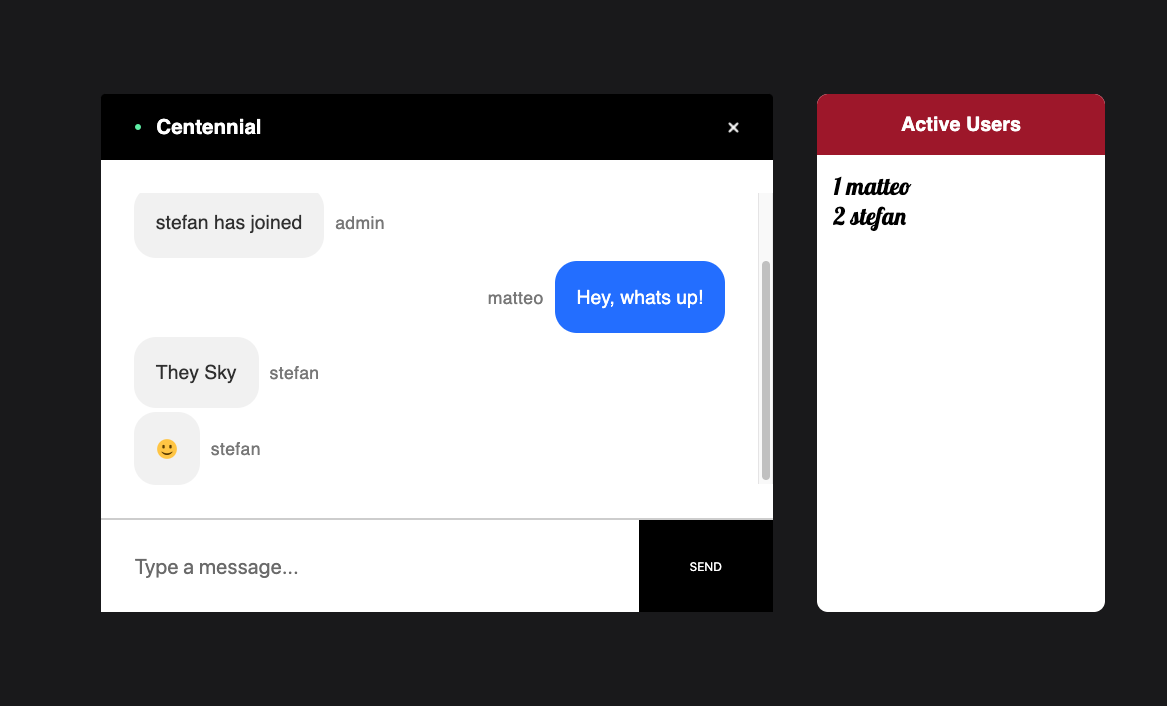 Centennial
stefan has joined admin
matteo Hey, whats up!
They Sky stefan
🙂 stefan
Type a message...
SEND
Active Users
1 matteo
2 stefan